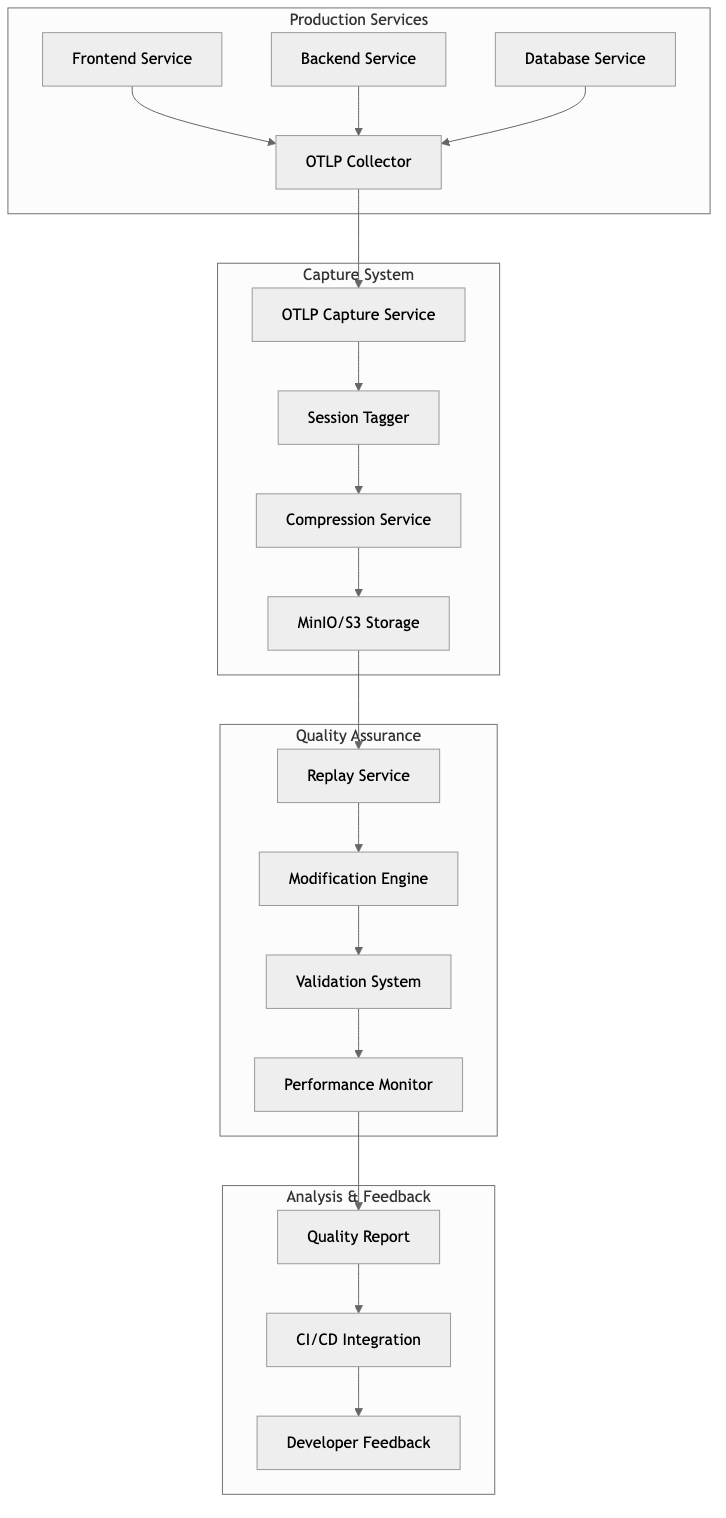 Production Services
Frontend Service
Backend Service
Database Service
OTLP Collector
Capture System
OTLP Capture Service
Session Tagger
Compression Service
MinIO/S3 Storage
Quality Assurance
Replay Service
Modification Engine
Validation System
Performance Monitor
Analysis & Feedback
Quality Report
CI/CD Integration
Developer Feedback